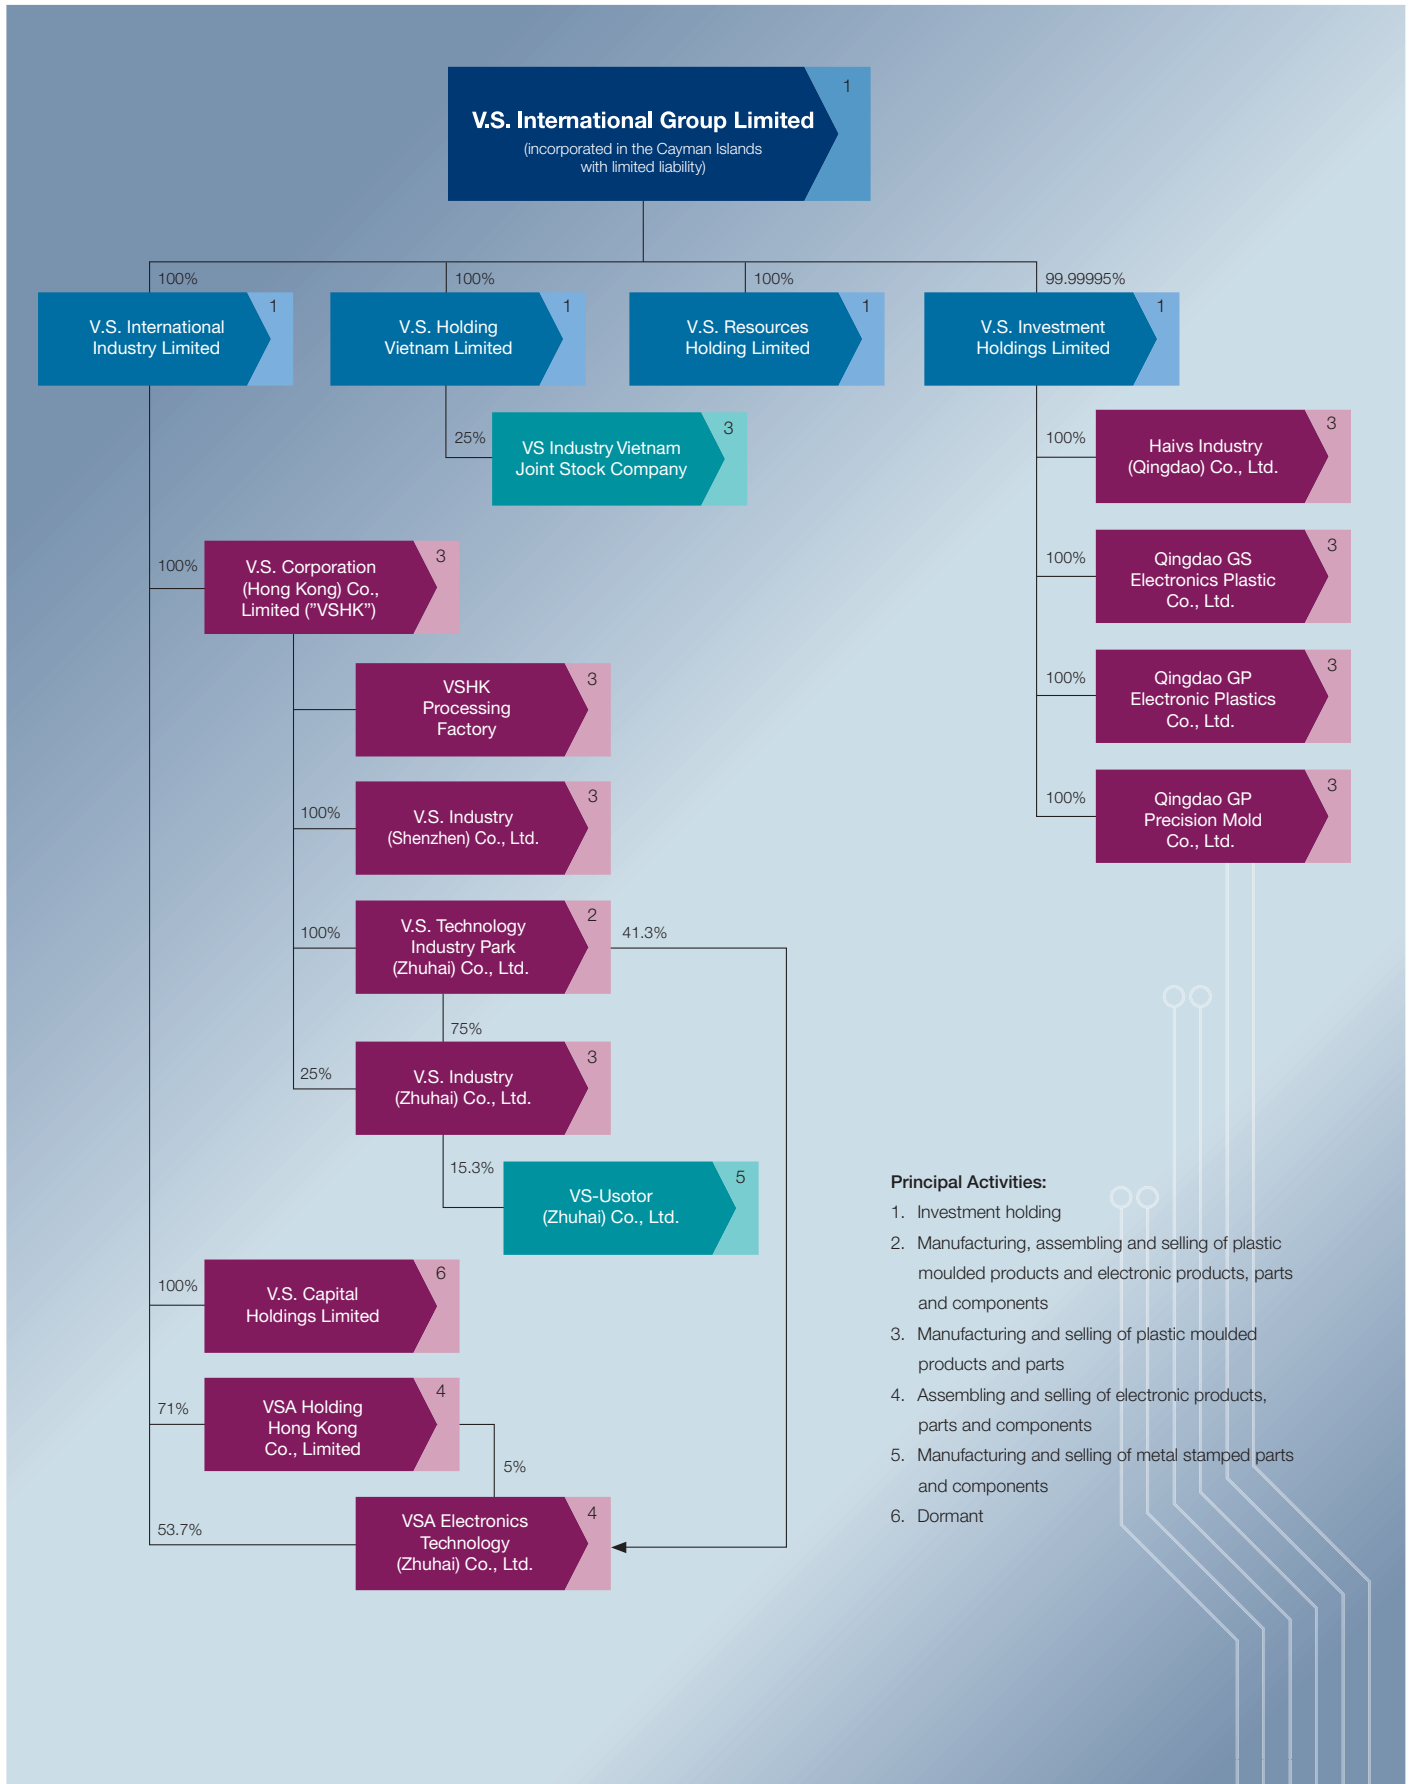 1
V.S. International Group Limited
(incorporated in the Cayman Islands
with limited liability)
100%
100%
100%
99.99995%
1
V.S. International
Industry Limited
1
V.S. Holding
Vietnam Limited
1
V.S. Resources
Holding Limited
1
V.S. Investment
Holdings Limited
25%
3
VS Industry Vietnam
Joint Stock Company
100%
3
Haivs Industry
(Qingdao) Co., Ltd.
100%
3
Qingdao GS
Electronics Plastic
Co., Ltd.
100%
3
Qingdao GP
Electronic Plastics
Co., Ltd.
100%
3
Qingdao GP
Precision Mold
Co., Ltd.
100%
3
V.S. Corporation
(Hong Kong) Co.,
Limited (”VSHK”)
3
VSHK
Processing
Factory
100%
3
V.S. Industry
(Shenzhen) Co., Ltd.
100%
2
V.S. Technology
Industry Park
(Zhuhai) Co., Ltd.
41.3%
75%
25%
3
V.S. Industry
(Zhuhai) Co., Ltd.
15.3%
5
VS-Usotor
(Zhuhai) Co., Ltd.
100%
6
V.S. Capital
Holdings Limited
71%
4
VSA Holding
Hong Kong
Co., Limited
5%
53.7%
4
VSA Electronics
Technology
(Zhuhai) Co., Ltd.
Principal Activities:
1. Investment holding
2. Manufacturing, assembling and selling of plastic
moulded products and electronic products, parts
and components
3. Manufacturing and selling of plastic moulded
products and parts
4. Assembling and selling of electronic products,
parts and components
5. Manufacturing and selling of metal stamped parts
and components
6. Dormant